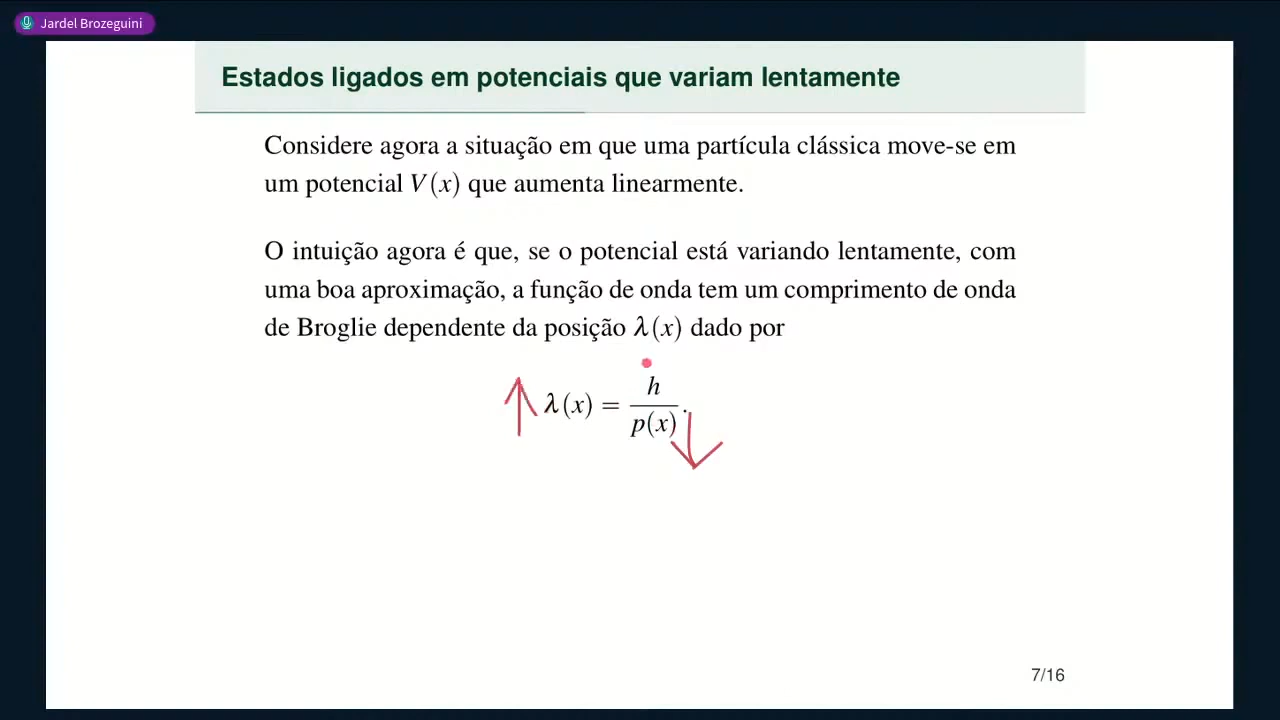 Jardel Brozeguini
Estados ligados em potenciais que variam lentamente
Considere agora a situação em que uma partícula clássica move-se em
um potencial V(x) que aumenta linearmente.
O intuição agora é que, se o potencial está variando lentamente, com
uma boa aproximação, a função de onda tem um comprimento de onda
de Broglie dependente da posição λ(x) dado por
λ(x) = h/p(x).
7/16